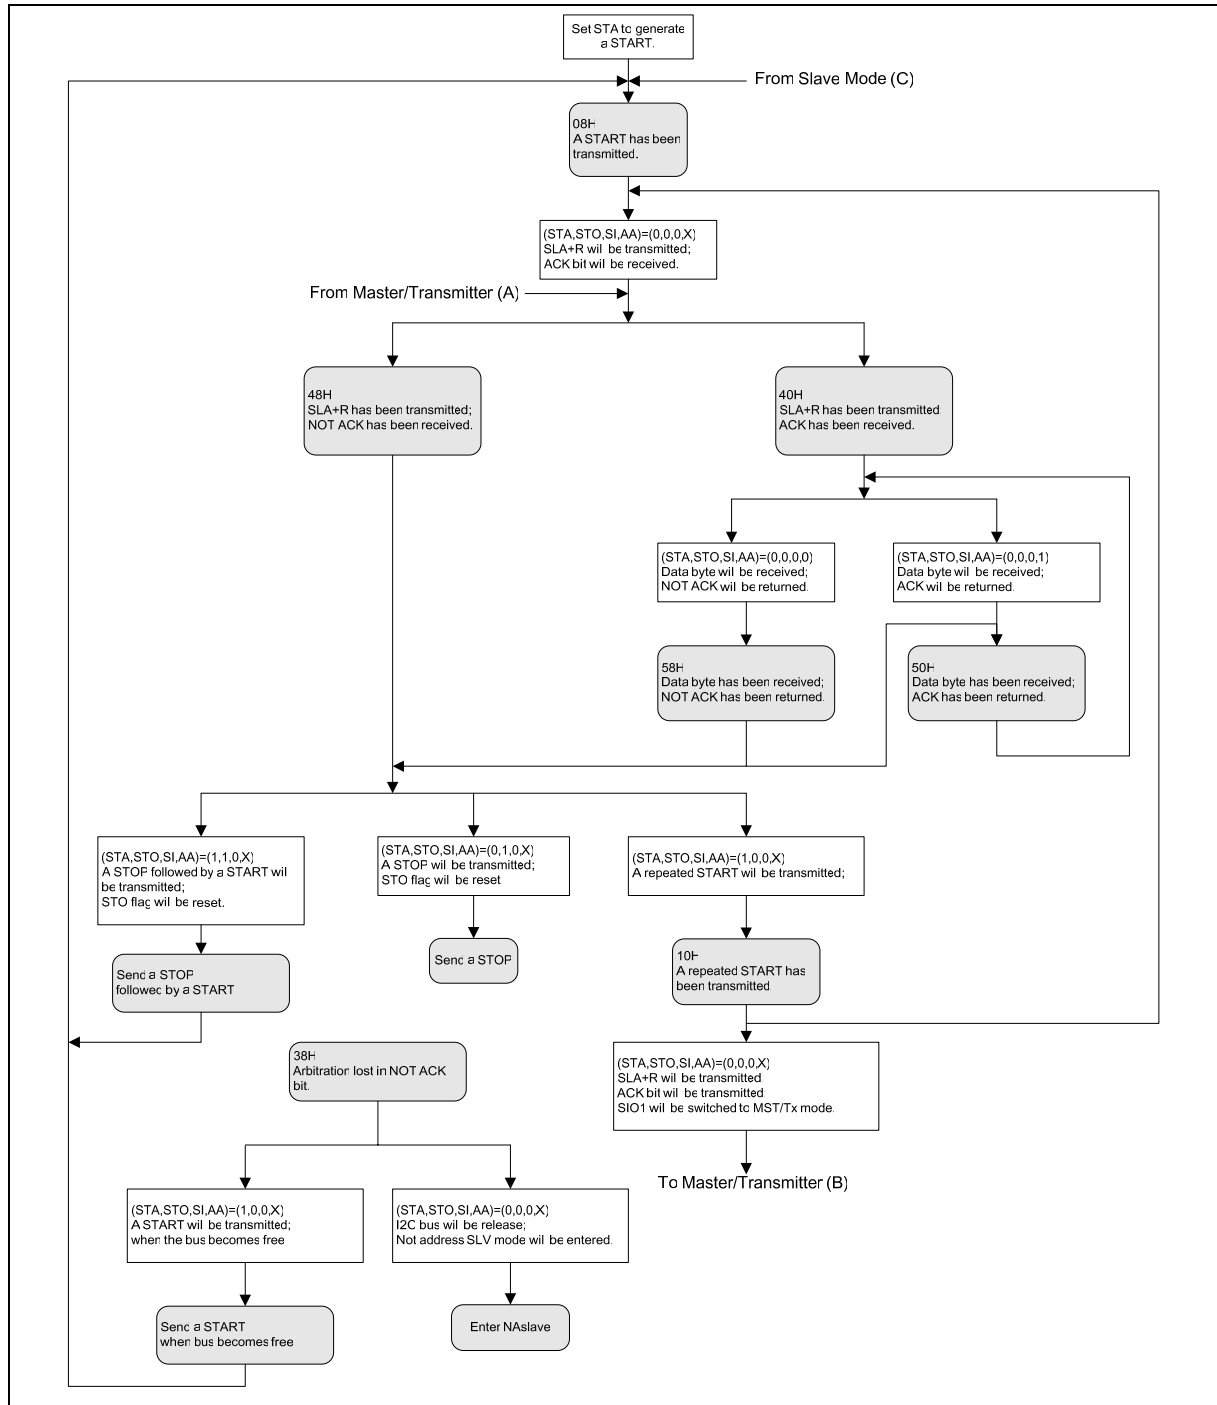 Set STA to generate
a START.
From Slave Mode (C)
08H
A START has been
transmitted.
(STA,STO,SI,AA)=(0,0,0,X)
SLA+R will be transmitted;
ACK bit will be received.
From Master/Transmitter (A)
48H
SLA+R has been transmitted;
NOT ACK has been received.
40H
SLA+R has been transmitted
ACK has been received.
(STA,STO,SI,AA)=(0,0,0,0)
Data byte will be received;
NOT ACK will be returned.
(STA,STO,SI,AA)=(0,0,0,1)
Data byte will be received;
ACK will be returned.
58H
Data byte has been received;
NOT ACK has been returned.
50H
Data byte has been received;
ACK has been returned.
(STA,STO,SI,AA)=(1,1,0,X)
A STOP followed by a START will
be transmitted;
STO flag will be reset.
(STA,STO,SI,AA)=(0,1,0,X)
A STOP will be transmitted;
STO flag will be reset
(STA,STO,SI,AA)=(1,0,0,X)
A repeated START will be transmitted;
Send a STOP
followed by a START
Send a STOP
10H
A repeated START has
been transmitted
38H
Arbitration lost in NOT ACK
bit.
(STA,STO,SI,AA)=(0,0,0,X)
SLA+R will be transmitted
ACK bit will be transmitted
SIO1 will be switched to MST/Tx mode.
To Master/Transmitter (B)
(STA,STO,SI,AA)=(1,0,0,X)
A START will be transmitted;
when the bus becomes free
(STA,STO,SI,AA)=(0,0,0,X)
I2C bus will be release;
Not address SLV mode will be entered.
Send a START
when bus becomes free
Enter NAslave